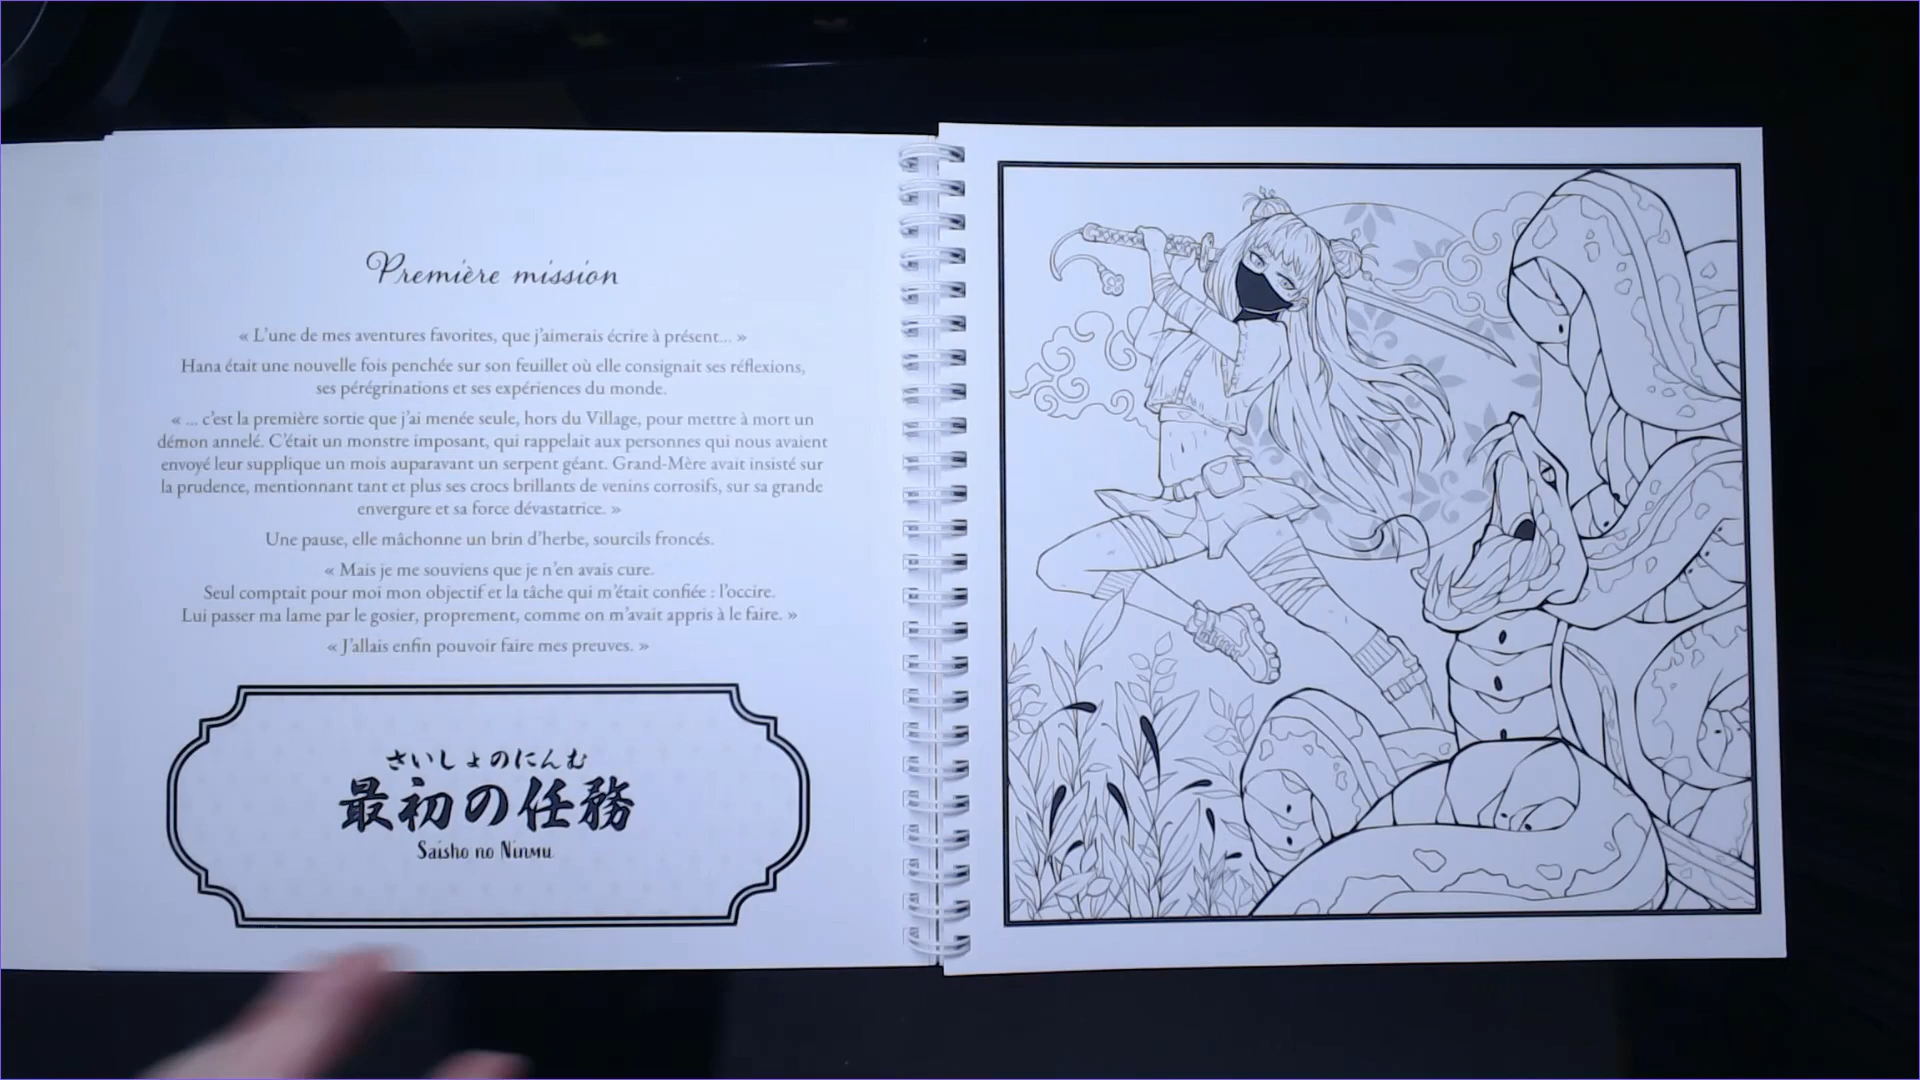 Première mission
« L'une de mes aventures favorites, que j'aimerais écrire à présent... »
Hana était une nouvelle fois penchée sur son feuillet où elle consignait ses réflexions,
ses pérégrinations et ses expériences du monde.
« ... c'est la première sortie que j'ai menée seule, hors du Village, pour mettre à mort un
démon annelé. C'était un monstre imposant, qui rappelait aux personnes qui nous avaient
envoyé leur supplique un mois auparavant un serpent géant. Grand-Mère avait insisté sur
la prudence, mentionnant tant et plus ses crocs brillants de venins corrosifs, sur sa grande
envergure et sa force dévastatrice. »
Une pause, elle mâchonne un brin d'herbe, sourcils froncés.
« Mais je me souviens que je n'en avais cure.
Seul comptait pour moi mon objectif et la tâche qui m'était confiée : l'occire.
Lui passer ma lame par le gosier, proprement, comme on m'avait appris à le faire. »
« J'allais enfin pouvoir faire mes preuves. »
さいしょのにんむ
最初の任務
Saisho no Ninmu